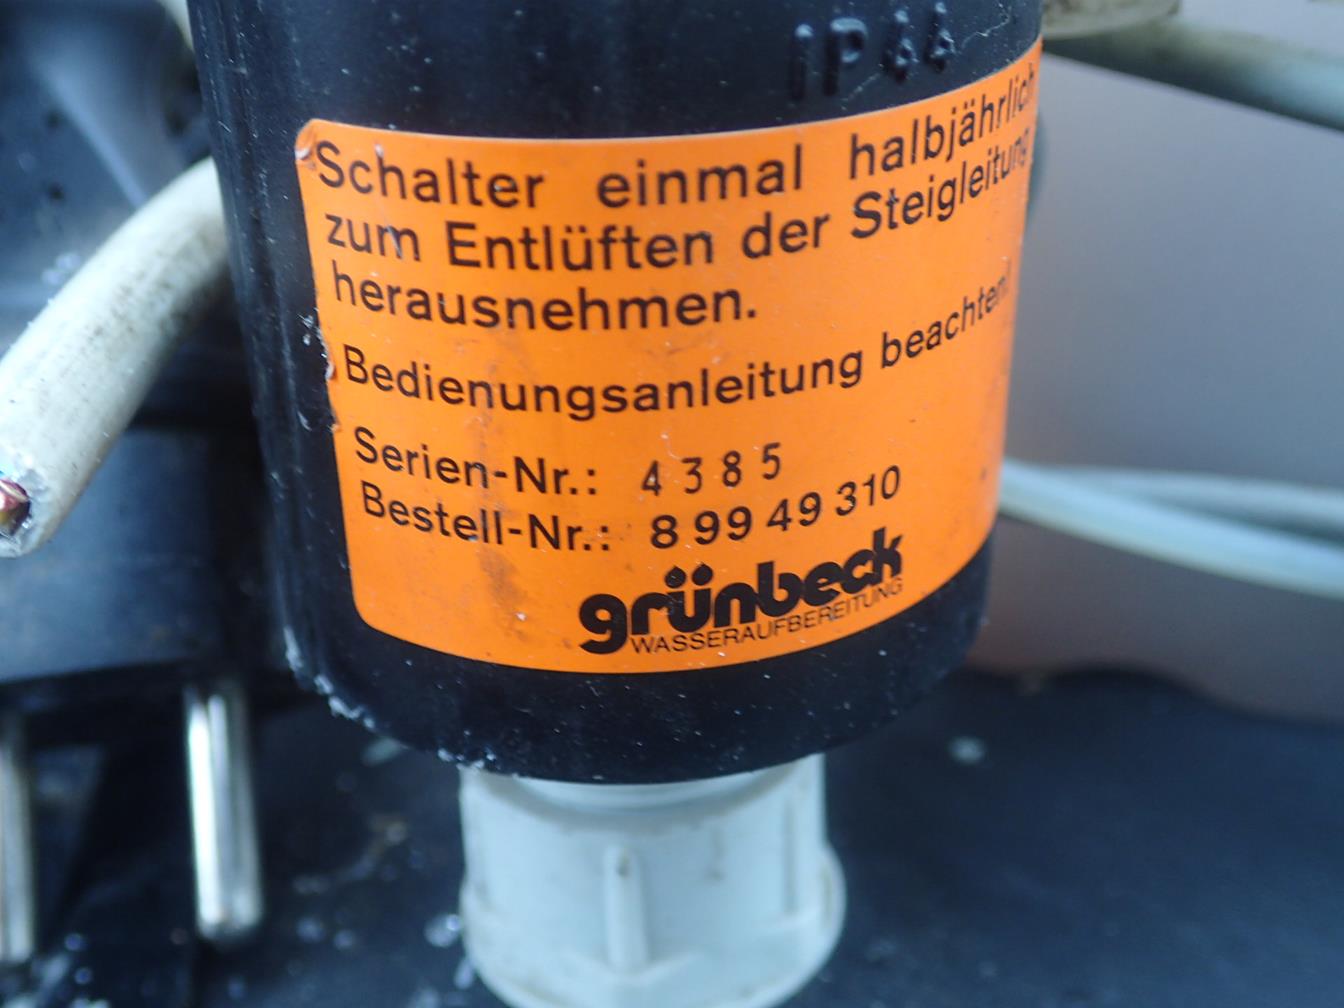 IP44
Schalter einmal halbjährlich
zum Entlüften der Steigleitung
herausnehmen.
Bedienungsanleitung beachten!
Serien-Nr.: 4385
Bestell-Nr.: 8 99 49 310
grünbeck
WASSERAUFBEREITUNG